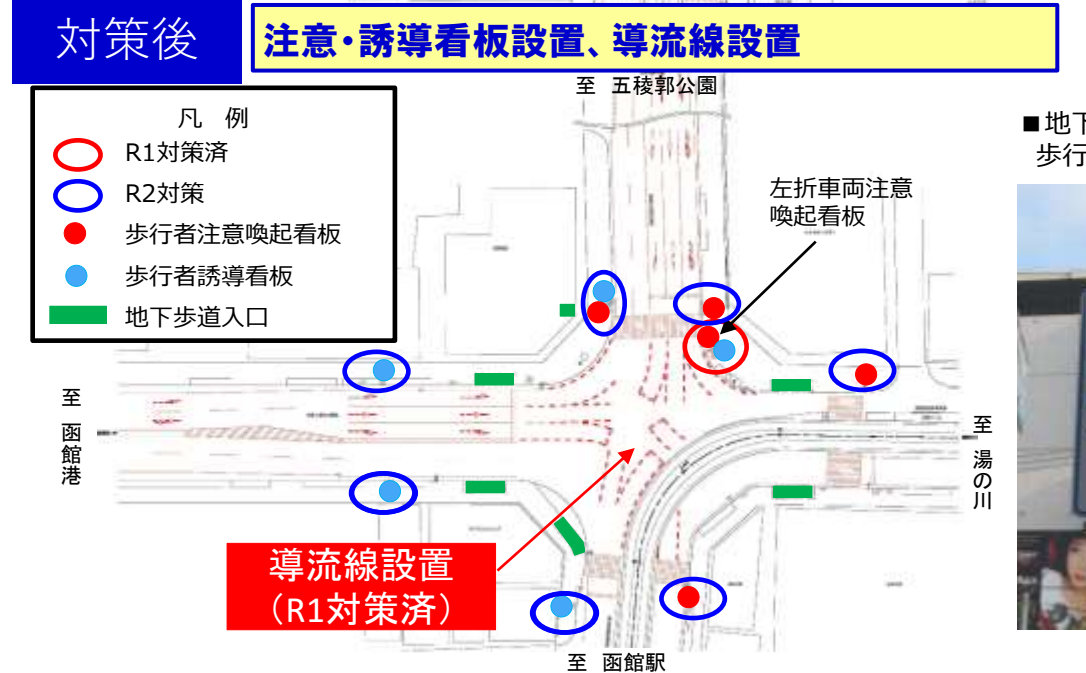 対策後
注意・誘導看板設置、導流線設置
至 五稜郭公園
凡 例
R1対策済
R2対策
歩行者注意喚起看板
歩行者誘導看板
地下歩道入口
■地下
歩行
左折車両注意
喚起看板
至 函館港
至 湯の川
導流線設置
（R1対策済）
至 函館駅